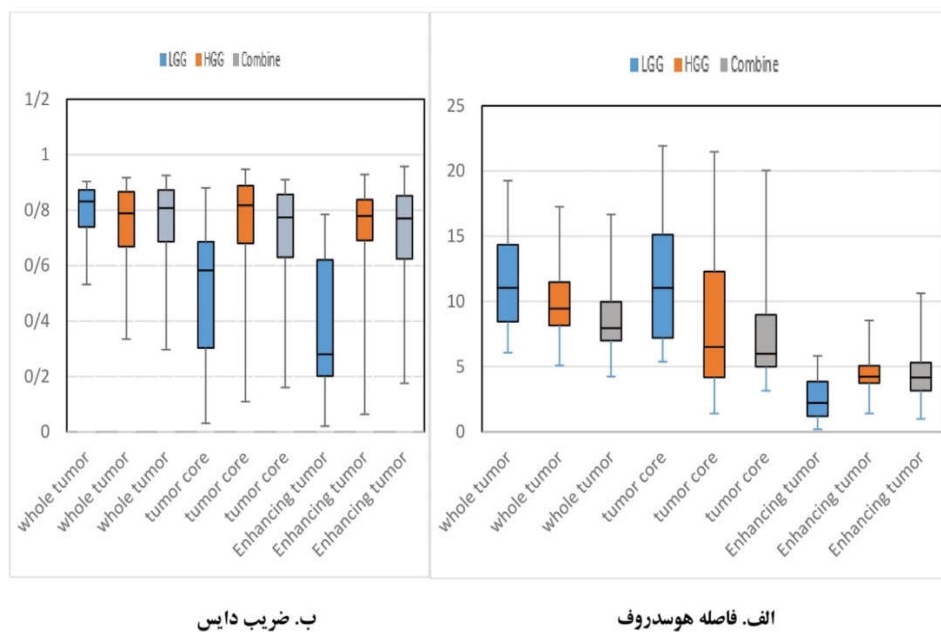 LGG HGG Combine
1/2
1
0/8
0/6
0/4
0/2
0
whole tumor
whole tumor
whole tumor
tumor core
tumor core
tumor core
Enhancing tumor
Enhancing tumor
Enhancing tumor
LGG HGG Combine
25
20
15
10
5
0
whole tumor
whole tumor
whole tumor
tumor core
tumor core
tumor core
Enhancing tumor
Enhancing tumor
Enhancing tumor
الف. فاصله هوسدروف
ب. ضریب دایس